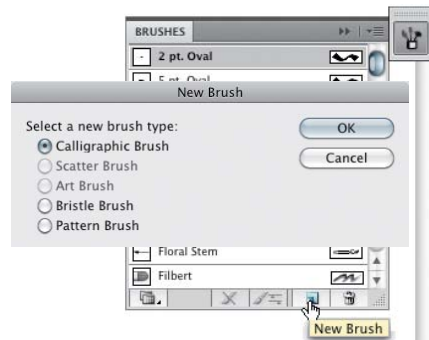 BRUSHES
2 pt. Oval
5 pt. Oval
New Brush
Select a new brush type:
Calligraphic Brush
Scatter Brush
Art Brush
Bristle Brush
Pattern Brush
OK
Cancel
Floral Stem
Filbert
New Brush